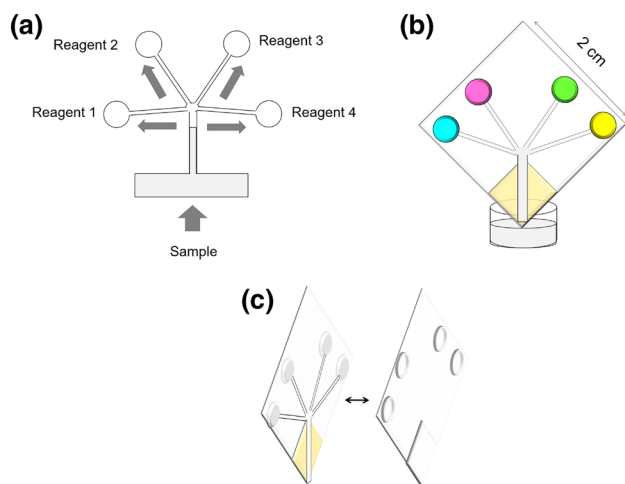 (a)
Reagent 2
Reagent 3
Reagent 1
Reagent 4
Sample
(b)
2 cm
(c)